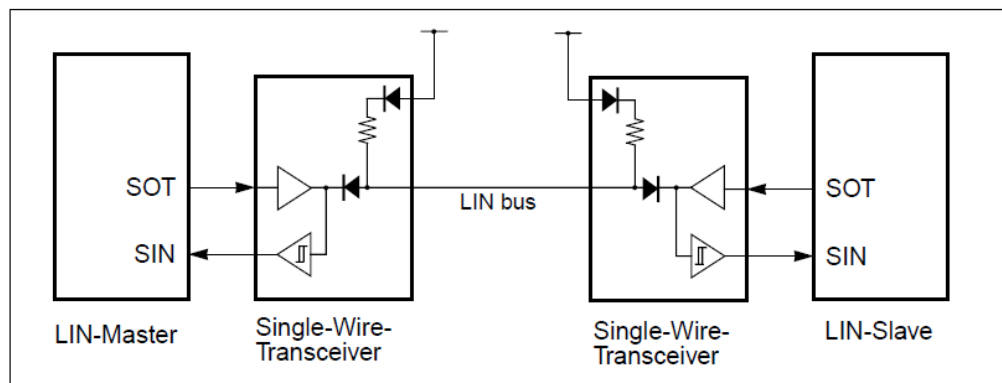 SOT
SIN
LIN bus
SOT
SIN
LIN-Master
Single-Wire-
Transceiver
Single-Wire-
Transceiver
LIN-Slave